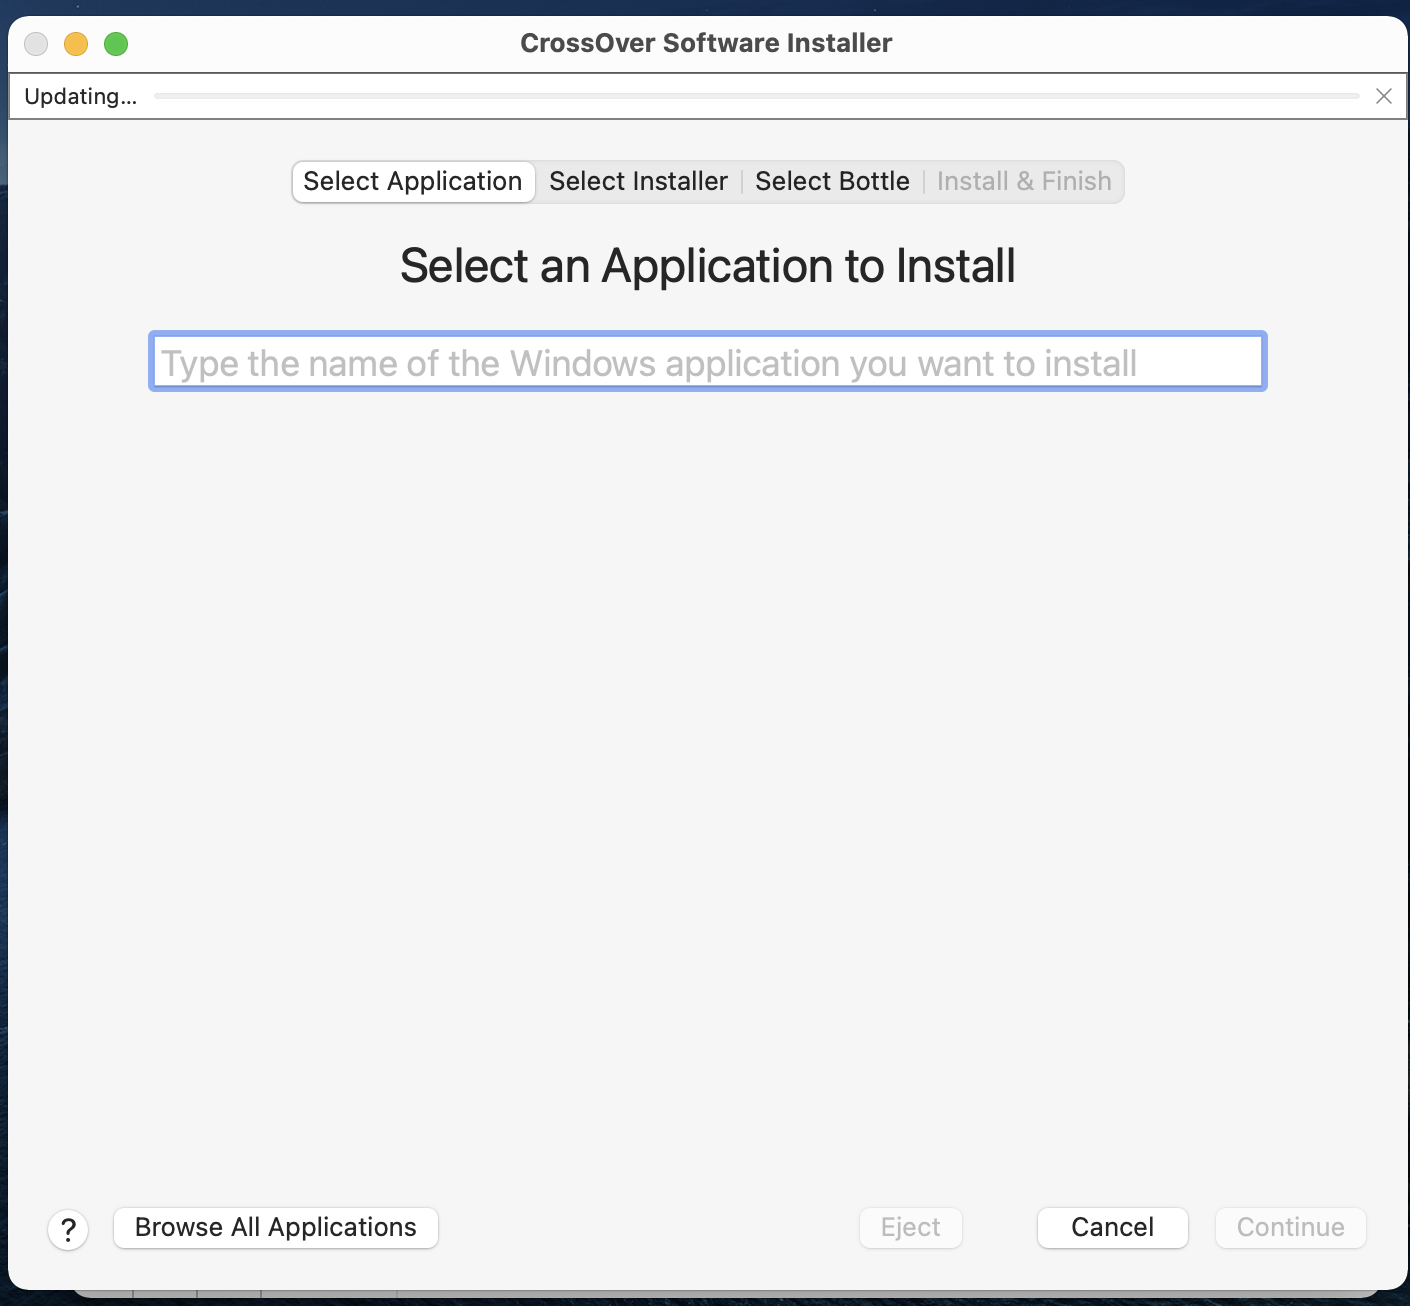 CrossOver Software Installer
Updating...
Select Application Select Installer Select Bottle Install & Finish
Select an Application to Install
Type the name of the Windows application you want to install
? Browse All Applications Eject Cancel Continue